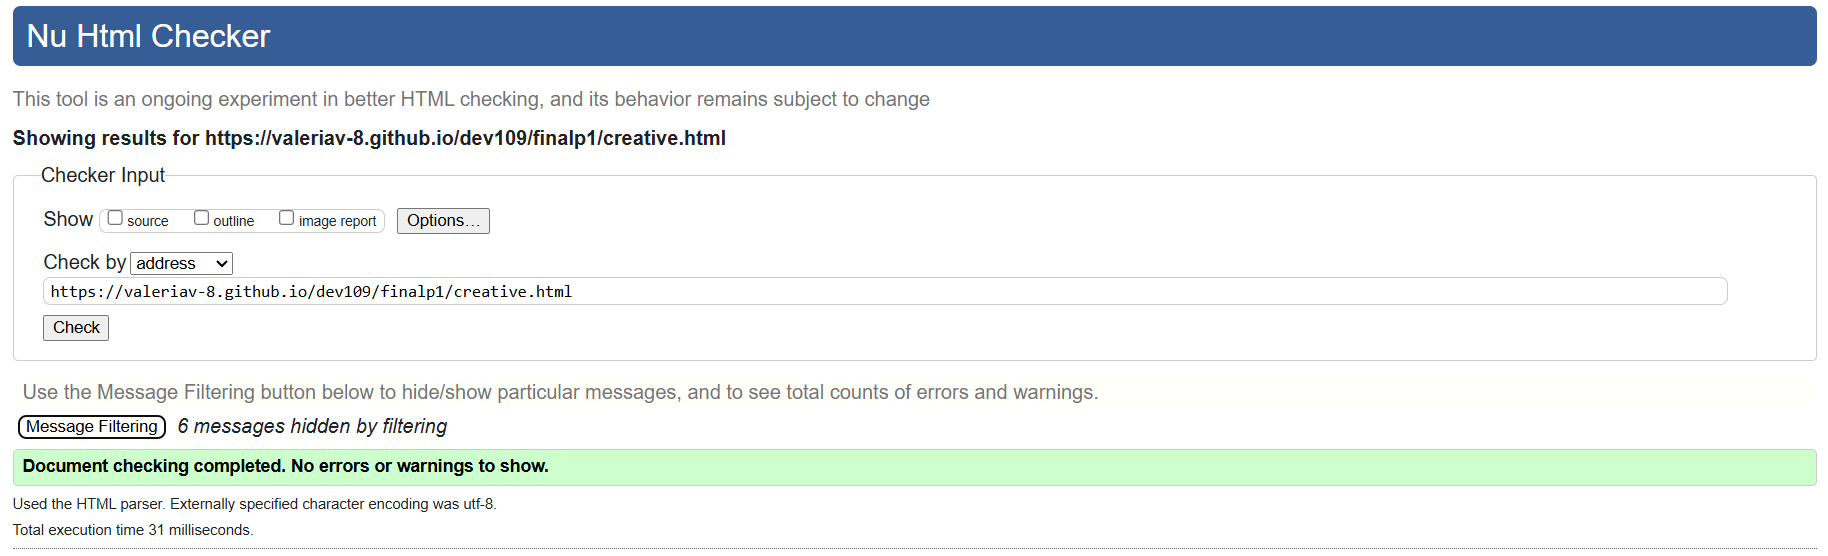 Nu Html Checker
This tool is an ongoing experiment in better HTML checking, and its behavior remains subject to change
Showing results for https://valeriav-8.github.io/dev109/finalp1/creative.html
Checker Input
Show source outline image report Options...
Check by address
https://valeriav-8.github.io/dev109/finalp1/creative.html
Check
Use the Message Filtering button below to hide/show particular messages, and to see total counts of errors and warnings.
Message Filtering 6 messages hidden by filtering
Document checking completed. No errors or warnings to show.
Used the HTML parser. Externally specified character encoding was utf-8.
Total execution time 31 milliseconds.